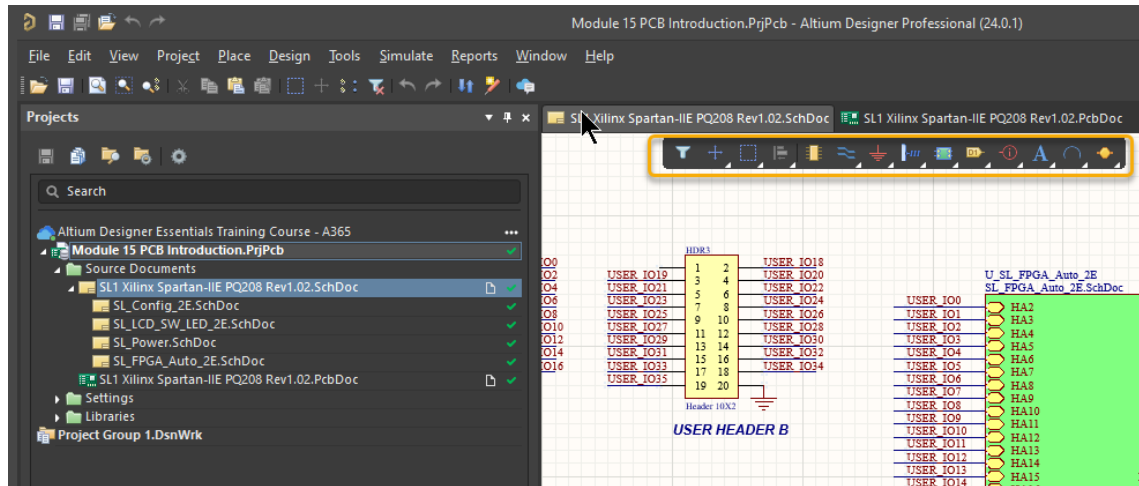 Module 15 PCB Introduction.PrjPcb - Altium Designer Professional (24.0.1)
File Edit View Project Place Design Tools Simulate Reports Window Help
Projects
Xilinx Spartan-IIE PQ208 Rev1.02.SchDoc
SL1 Xilinx Spartan-IIE PQ208 Rev1.02.PcbDoc
Search
Altium Designer Essentials Training Course - A365
Module 15 PCB Introduction.PrjPcb
Source Documents
SL1 Xilinx Spartan-IIE PQ208 Rev1.02.SchDoc
SL_Config_2E.SchDoc
SL_LCD_SW_LED_2E.SchDoc
SL_Power.SchDoc
SL_FPGA_Auto_2E.SchDoc
SL1 Xilinx Spartan-IIE PQ208 Rev1.02.PcbDoc
Settings
Libraries
Project Group 1.DsnWrk
D1
A
IO0
IO2
IO4
IO6
IO8
IO10
IO12
IO14
IO16
HDR3
1 2 USER_IO18
USER_IO19 3 4 USER_IO20
USER_IO21 5 6 USER_IO22
USER_IO23 7 8 USER_IO24
USER_IO25 9 10 USER_IO26
USER_IO27 11 12 USER_IO28
USER_IO29 13 14 USER_IO30
USER_IO31 15 16 USER_IO32
USER_IO33 17 18 USER_IO34
USER_IO35 19 20
Header 10X2
USER HEADER B
U_SL_FPGA_Auto_2E
SL_FPGA_Auto_2E.SchDoc
USER_IO0 HA2
USER_IO1 HA3
USER_IO2 HA4
USER_IO3 HA5
USER_IO4 HA6
USER_IO5 HA7
USER_IO6 HA8
USER_IO7 HA9
USER_IO8 HA10
USER_IO9 HA11
USER_IO10 HA12
USER_IO11 HA13
USER_IO12 HA14
USER_IO13 HA15
USER_IO14